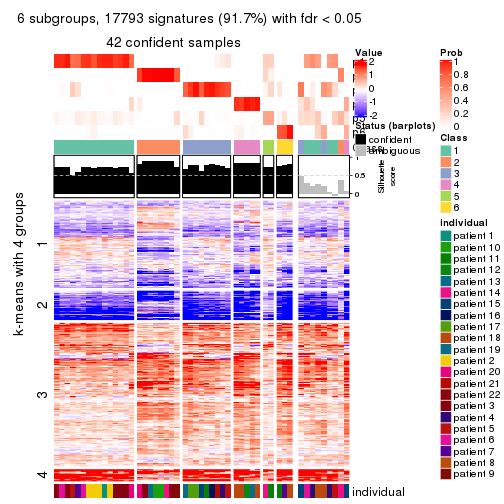 6 subgroups, 17793 signatures (91.7%) with fdr < 0.05
42 confident samples
k-means with 4 groups
1
2
3
4
Value
2
1
0
-1
-2
Status (barplots)
confident
ambiguous
1
0.5
0
Silhouette
score
individual
Prob
1
0.8
0.6
0.4
0.2
0
Class
1
2
3
4
5
6
individual
patient 1
patient 10
patient 11
patient 12
patient 13
patient 14
patient 15
patient 16
patient 17
patient 18
patient 19
patient 2
patient 20
patient 21
patient 22
patient 3
patient 4
patient 5
patient 6
patient 7
patient 8
patient 9